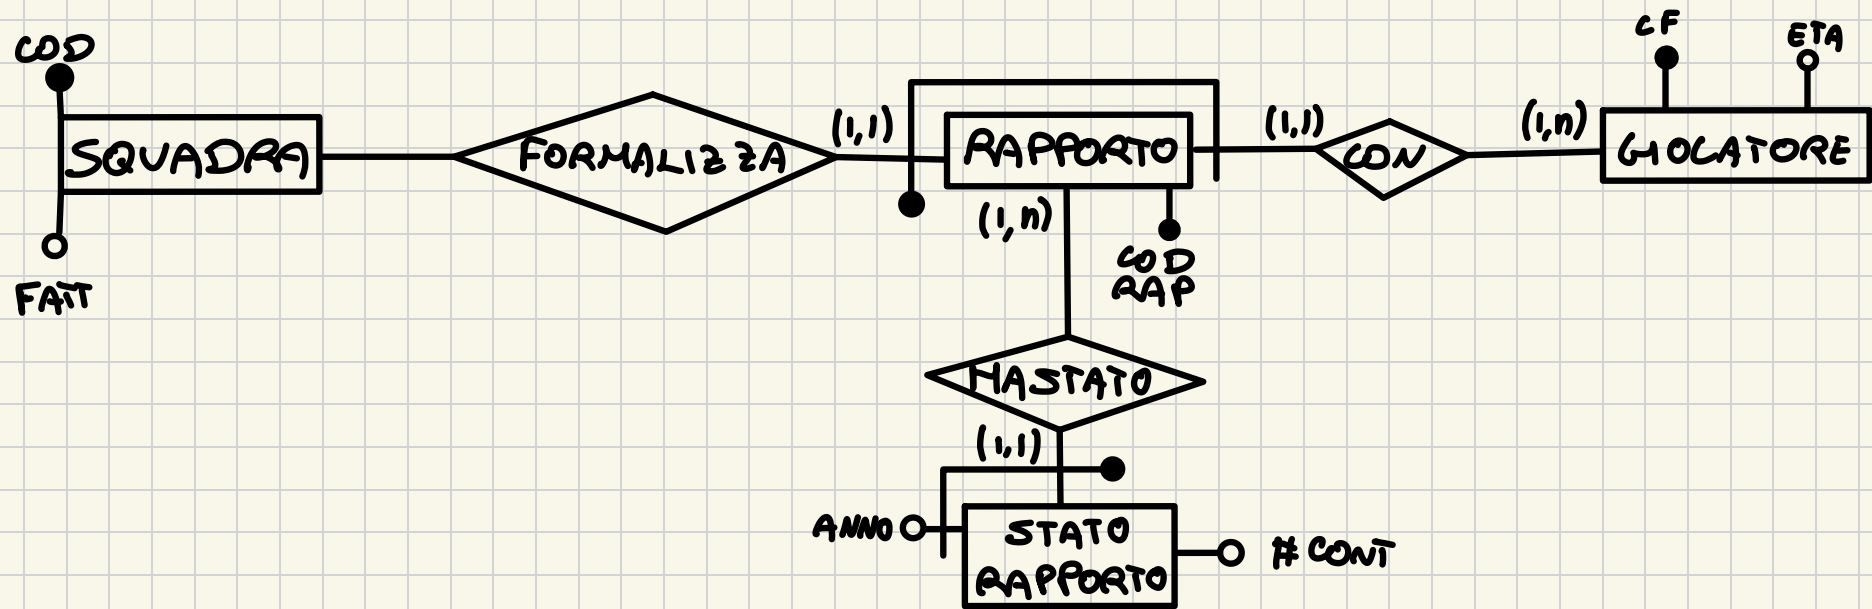 COD
SQUADRA
FATT
FORMALIZZA
(1,1)
RAPPORTO
(1,n)
COD
RAP
(1,1)
CON
(1,n)
CF
ETA
GIOCATORE
HASTATO
(1,1)
ANNO
STATO
RAPPORTO
# CONT